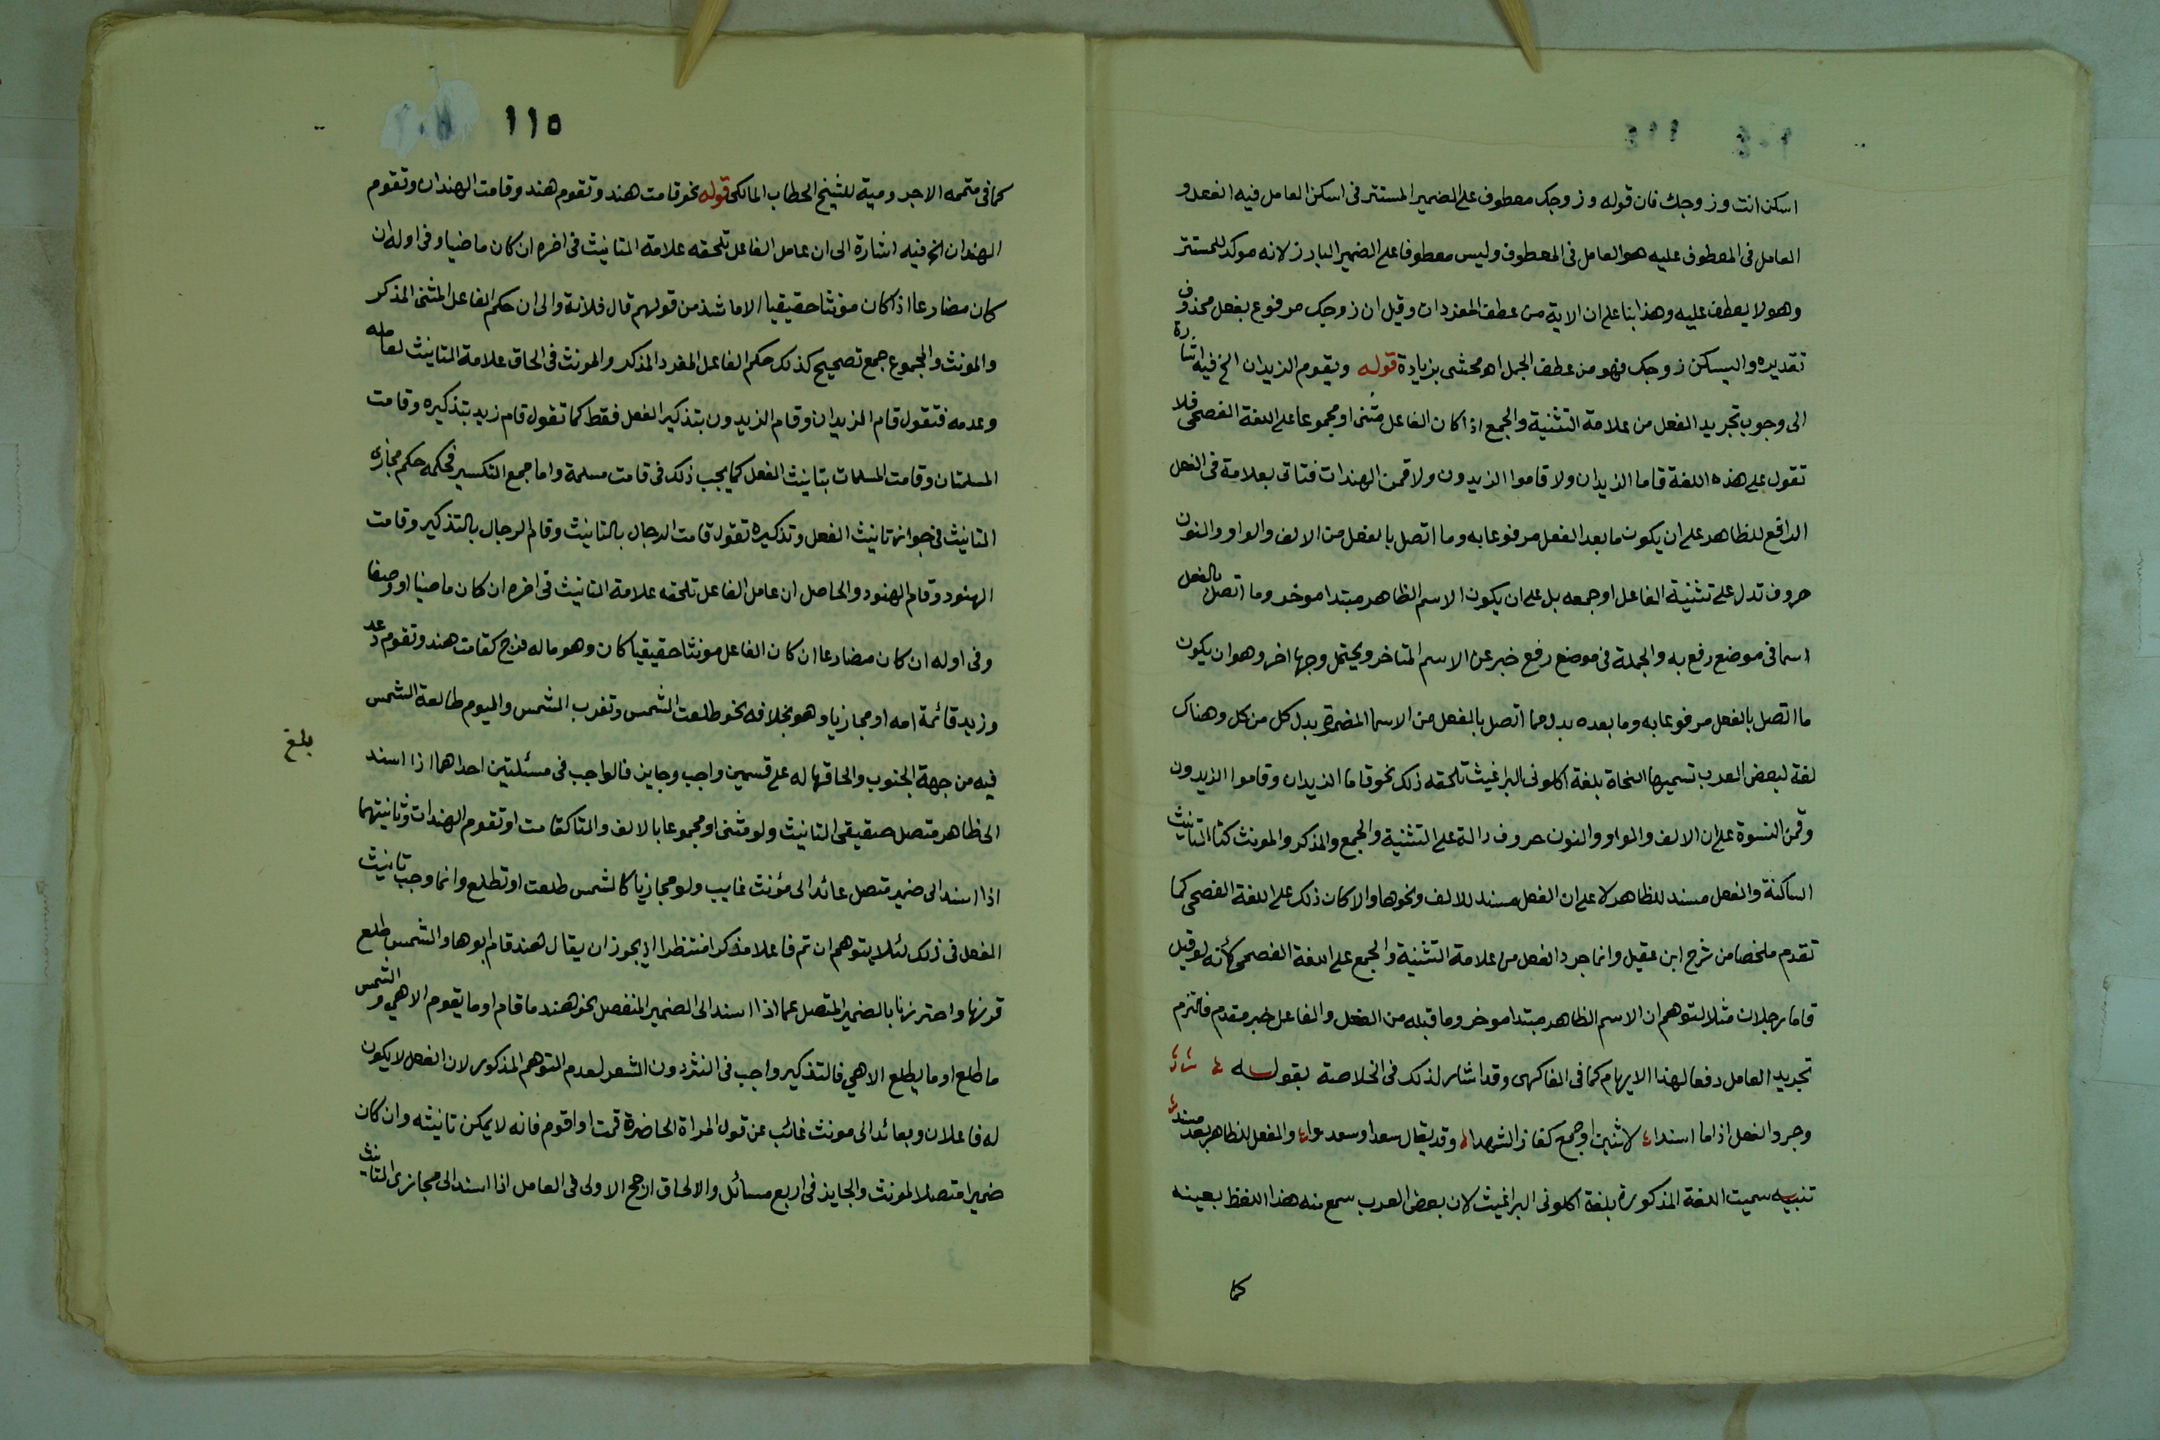 اسكن انت وزوجك فان قوله وزوجك معطوف على الضمير المستتر في اسكن العامل فيه الفعل و
العامل في المعطوف عليه هو العامل في المعطوف وليس معطوفا على الضمير البارز لانه موكد للمستتر
وهو لا يعطف عليه وهذا بنا على ان الاية من عطف المفردات وقيل ان زوجك مرفوع بفعل محذوف
تقديره وليسكن زوجك فهو من عطف الجمل اه محشى بزيادة قوله ويقوم الزيدان الخ فيه اشارة
الى وجوب تجريد الفعل من علامة التثنية والجمع اذا كان الفاعل مثنى او مجموعا على اللغة الفصحى فلا
تقول على هذه اللغة قاما الزيدان ولا قاموا الزيدون ولا قمن الهندات فتاتى بعلامة في الفعل
الرافع للظاهر على ان يكون ما بعد الفعل مرفوعا به وما اتصل بالفعل من الالف والواو والنون
حروف تدل على تثنية الفاعل او جمعه بل على ان يكون الاسم الظاهر مبتدا موخر وما اتصل بالفعل
اسما في موضع رفع به والجملة في موضع رفع خبر عن الاسم المتاخر ويحتمل وجها اخر وهو ان يكون
ما اتصل بالفعل مرفوعا به وما بعده بدل مما اتصل بالفعل من الاسما المضمرة بدل كل من كل وهناك
لغة لبعض العرب تسميها النحاة بلغة اكلوني البراغيث تلحقه ذلك نحو قاما الزيدان وقاموا الزيدون
وقمن النسوة على ان الالف والواو والنون حروف دالة على التثنية والجمع والمذكر والمونث كتا التانيث
الساكنة والفعل مسند للظاهر لا على ان الفعل مسند للالف ونحوها والا كان ذلك على اللغة الفصحى كما
تقدم ملخصا من شرح ابن عقيل وانما جرد الفعل من علامة التثنية والجمع على اللغة الفصحى لانه لو قيل
قاما رجلان مثلا لتوهم ان الاسم الظاهر مبتدا موخر وما قبله من الفعل والفاعل خبر مقدم فالتزم
تجريد العامل دفعا لهذا الايهام كما في الفاكهى وقد اشار لذلك في الخلاصة بقوله
وجرد الفعل اذا ما اسندا لاثنين او جمع كفاز الشهدا وقد يقال سعدا وسعدوا والفعل للظاهر بعد مسند
تنبيه سميت اللغة المذكورة بلغة اكلوني البراغيث لان بعض العرب سمع منه هذا اللفظ بعينه
كما
١١٥
كما في متممه الاجرومية للشيخ الحطاب المالكى قوله نحو قامت هند وتقوم هند وقامت الهندان وتقوم
الهندان الخ فيه اشارة الى ان عامل الفاعل تلحقه علامة التانيث في اخره ان كان ماضيا وفي اوله ان
كان مضارعا اذا كان مونثا حقيقيا الا ما شذ من قولهم قال فلانة والى ان حكم الفاعل المثنى المذكر
والمونث والمجموع جمع تصحيح كذلك حكم الفاعل المفرد المذكر والمونث في الحاق علامة التانيث لعامله
وعدمه فتقول قام الزيدان وقام الزيدون بتذكير الفعل فقط كما تقول قام زيد بتذكيره وقامت
المسلمتان وقامت المسلمات بتانيث الفعل كما يجب ذلك في قامت مسلمة واما جمع التكسير فحكمه حكم مجازى
التانيث في جواز تانيث الفعل وتذكيره تقول قامت الرجال بالتانيث وقام الرجال بالتذكير وقامت
الهنود وقام الهنود والحاصل ان عامل الفاعل تلحقه علامة التانيث في اخره ان كان ماضيا او وصفا
وفي اوله ان كان مضارعا ان كان الفاعل مونثا حقيقيا كان وهو ما له فرج كقامت هند وتقوم دعد
وزيد قائمة امه او مجازيا وهو بخلافه نحو طلعت الشمس وتغرب الشمس واليوم طالعة الشمس
بلغ
فيه من جهة الجنوب والحاقها له على قسمين واجب وجايز فالواجب في مسئلتين احداها اذا اسند
الى ظاهر متصل حقيقي التانيث ولو مثنى او مجموعا بالالف والتا كقامت او تقوم الهندات وثانيتهما
اذا اسند الى ضمير متصل عائد الى مؤنث غايب ولو مجازيا كالشمس طلعت او تطلع وانما وجب تانيث
الفعل في ذلك لئلا يتوهم ان ثم فاعلا مذكرا منتظرا اذ يجوز ان يقال هند قام ابوها والشمس طلع
قرنها واحترزنا بالضمير المتصل عما اذا اسند الى الضمير المنفصل نحو هند ما قام او ما يقوم الا هي والشمس
ما طلع او ما يطلع الا هي فالتذكير واجب في النثر دون الشعر لعدم التوهم المذكور لان الفعل لا يكون
له فاعلان وبعائد الى مونث غائب عن قول المراة الحاضرة قمت او اقوم فانه لا يمكن تانيثه وان كان
ضميرا متصلا لمونث والجايز في اربع مسائل والالحاق ارجح الاولى في العامل اذا اسند الى مجازى التانيث